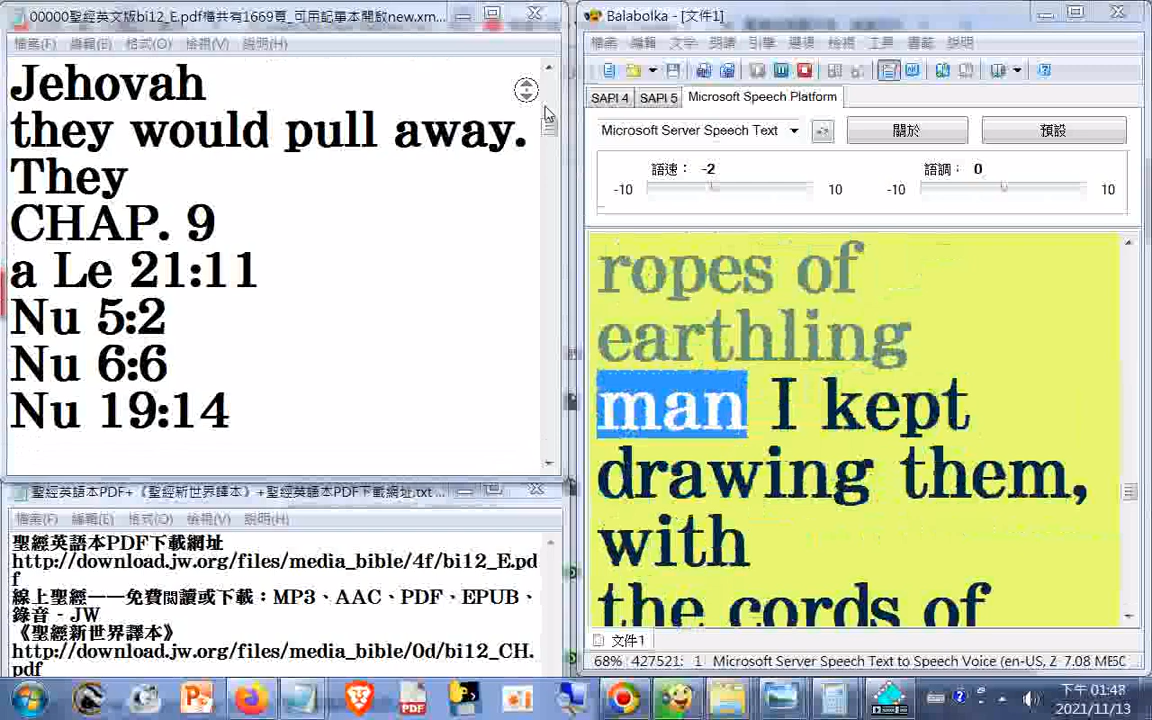 00000聖經英文版bi12_E.pdf檔共有1669頁_可用記事本開啟new.xm...
檔案(F) 編輯(E) 格式(O) 檢視(V) 說明(H)
Jehovah
they would pull away.
They
CHAP. 9
a Le 21:11
Nu 5:2
Nu 6:6
Nu 19:14
聖經英語本PDF+《聖經新世界譯本》+聖經英語本PDF下載網址.txt ...
檔案(F) 編輯(E) 格式(O) 檢視(V) 說明(H)
聖經英語本PDF下載網址
http://download.jw.org/files/media_bible/4f/bi12_E.pd
f
線上聖經——免費閱讀或下載：MP3、AAC、PDF、EPUB、
錄音 - JW
《聖經新世界譯本》
http://download.jw.org/files/media_bible/0d/bi12_CH.
pdf
Balabolka - [文件1]
檔案 編輯 文字 朗讀 引擎 選項 檢視 工具 書籤 說明
SAPI 4 SAPI 5 Microsoft Speech Platform
Microsoft Server Speech Text 關於 預設
語速： -2 語調： 0
-10 10 -10 10
ropes of
earthling
man I kept
drawing them,
with
the cords of
文件1
68% 427521: 1 Microsoft Server Speech Text to Speech Voice (en-US, Z 7.08 ME
下午 01:48
2021/11/13